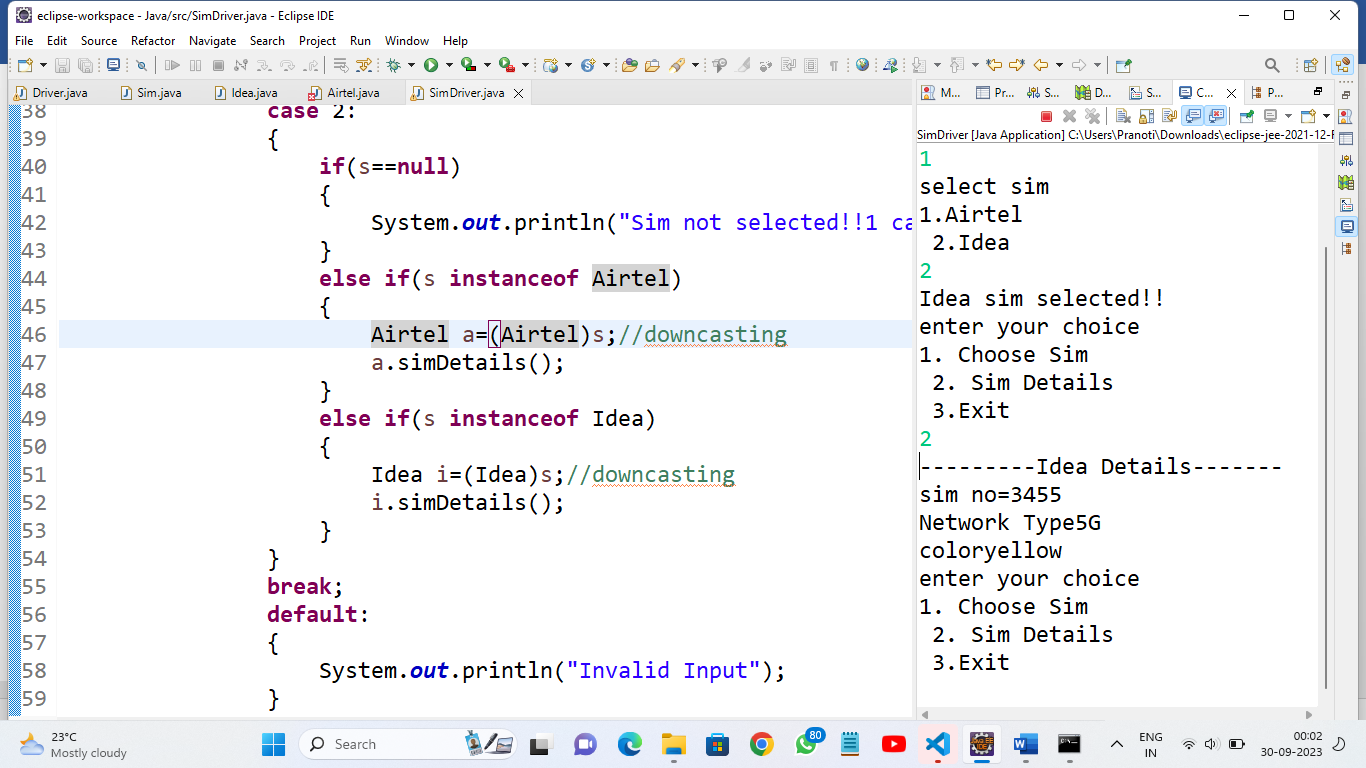 eclipse-workspace - Java/src/SimDriver.java - Eclipse IDE
File Edit Source Refactor Navigate Search Project Run Window Help
Driver.java Sim.java Idea.java Airtel.java SimDriver.java
M... Pr... S... D... S... C... P...
38 case 2:
39 {
40 if(s==null)
41 {
42 System.out.println("Sim not selected!!1 ca
43 }
44 else if(s instanceof Airtel)
45 {
46 Airtel a=(Airtel)s;//downcasting
47 a.simDetails();
48 }
49 else if(s instanceof Idea)
50 {
51 Idea i=(Idea)s;//downcasting
52 i.simDetails();
53 }
54 }
55 break;
56 default:
57 {
58 System.out.println("Invalid Input");
59 }
SimDriver [Java Application] C:\Users\Pranoti\Downloads\eclipse-jee-2021-12-F
1
select sim
1.Airtel
2.Idea
2
Idea sim selected!!
enter your choice
1. Choose Sim
2. Sim Details
3.Exit
2
---------Idea Details-------
sim no=3455
Network Type5G
coloryellow
enter your choice
1. Choose Sim
2. Sim Details
3.Exit
23°C
Mostly cloudy
Search
80
ENG
IN
00:02
30-09-2023